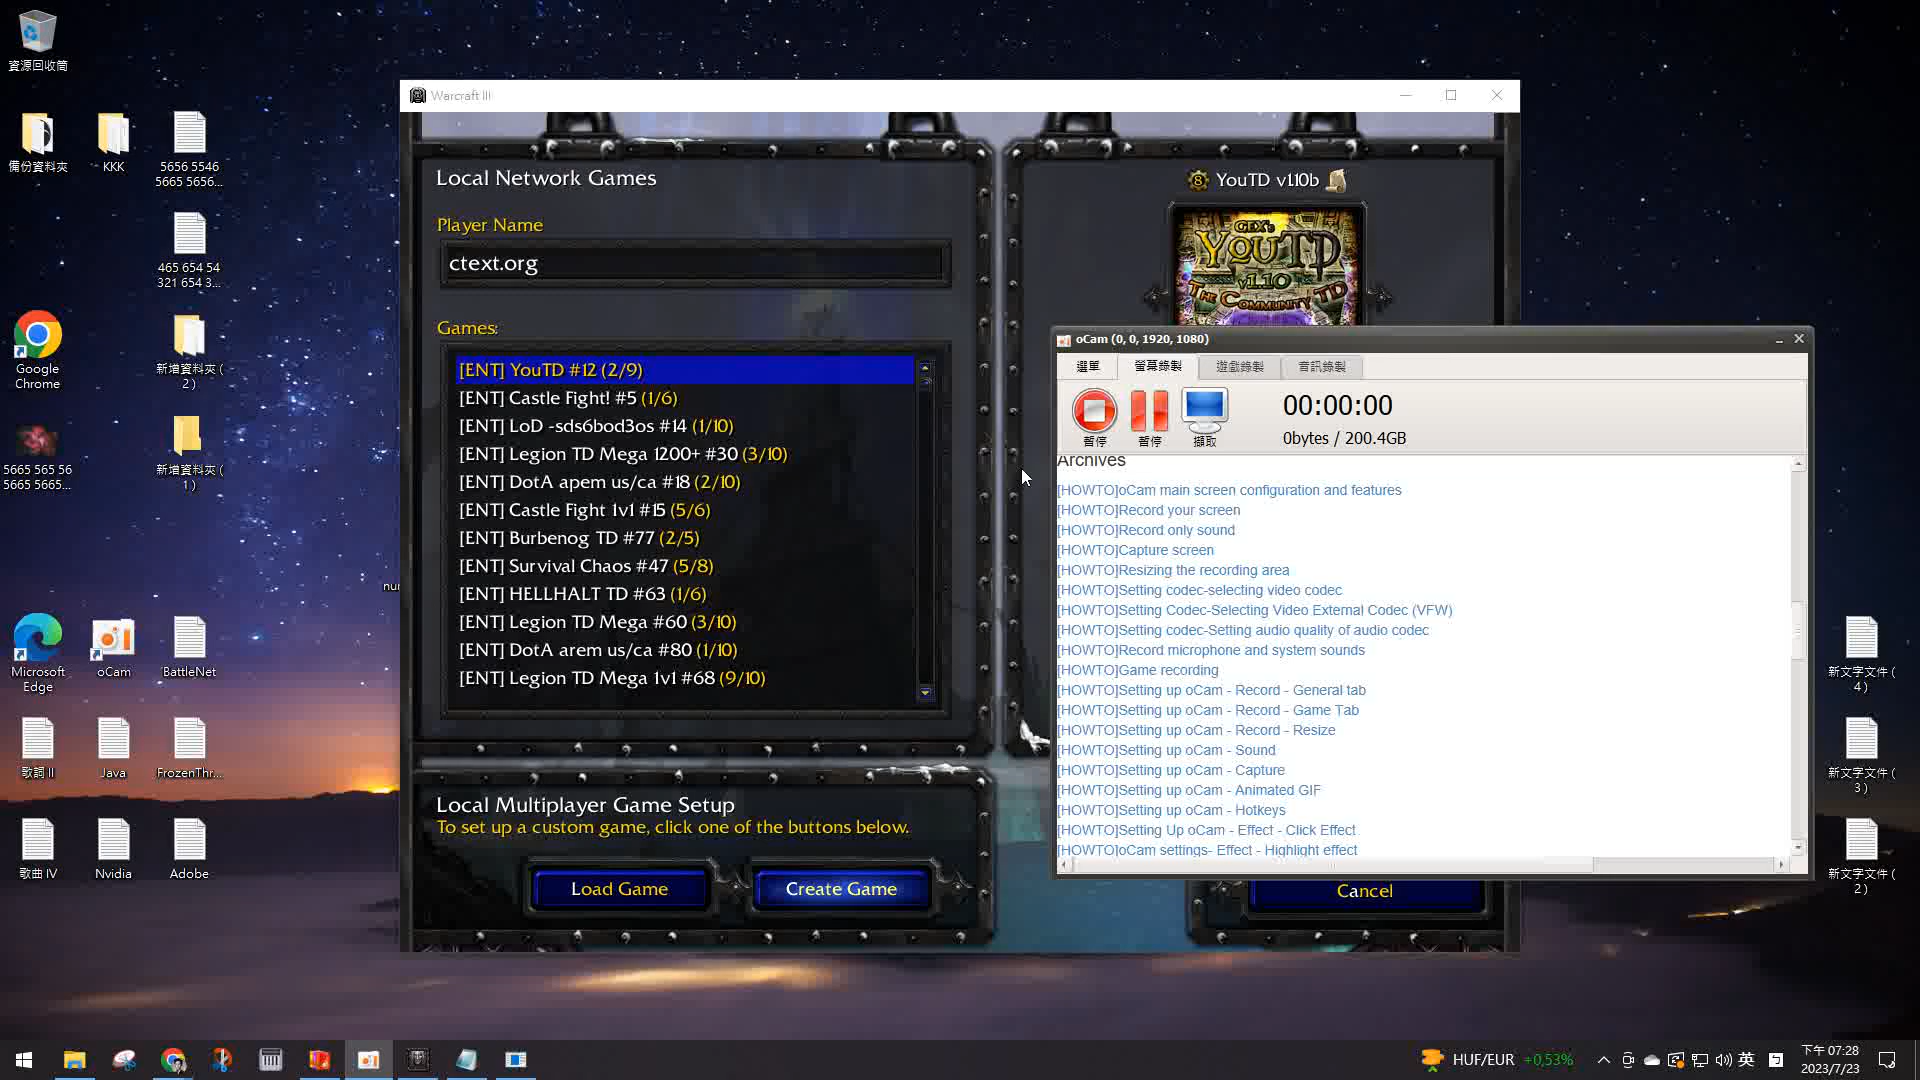 資源回收筒
備份資料夾
KKK
5656 5546
5665 5656...
465 654 54
321 654 3...
Google
Chrome
新增資料夾 (
2 )
5665 565 56
5665 5665...
新增資料夾 (
1 )
Microsoft
Edge
oCam
BattleNet
歌詞 II
Java
FrozenThr...
歌曲 IV
Nvidia
Adobe
Warcraft III
Local Network Games
Player Name
ctext.org
Games:
[ENT] YouTD #12 (2/9)
[ENT] Castle Fight! #5 (1/6)
[ENT] LoD -sds6bod3os #14 (1/10)
[ENT] Legion TD Mega 1200+ #30 (3/10)
[ENT] DotA apem us/ca #18 (2/10)
[ENT] Castle Fight 1v1 #15 (5/6)
[ENT] Burbenog TD #77 (2/5)
[ENT] Survival Chaos #47 (5/8)
[ENT] HELLHALT TD #63 (1/6)
[ENT] Legion TD Mega #60 (3/10)
[ENT] DotA arem us/ca #80 (1/10)
[ENT] Legion TD Mega 1v1 #68 (9/10)
Local Multiplayer Game Setup
To set up a custom game, click one of the buttons below.
Load Game
Create Game
8 YouTD v1.10b
GEX's
YouTD
v1.10
The Community TD
Cancel
oCam (0, 0, 1920, 1080)
選單
螢幕錄製
遊戲錄製
音訊錄製
暫停
暫停
擷取
00:00:00
0bytes / 200.4GB
Archives
[HOWTO]oCam main screen configuration and features
[HOWTO]Record your screen
[HOWTO]Record only sound
[HOWTO]Capture screen
[HOWTO]Resizing the recording area
[HOWTO]Setting codec-selecting video codec
[HOWTO]Setting Codec-Selecting Video External Codec (VFW)
[HOWTO]Setting codec-Setting audio quality of audio codec
[HOWTO]Record microphone and system sounds
[HOWTO]Game recording
[HOWTO]Setting up oCam - Record - General tab
[HOWTO]Setting up oCam - Record - Game Tab
[HOWTO]Setting up oCam - Record - Resize
[HOWTO]Setting up oCam - Sound
[HOWTO]Setting up oCam - Capture
[HOWTO]Setting up oCam - Animated GIF
[HOWTO]Setting up oCam - Hotkeys
[HOWTO]Setting Up oCam - Effect - Click Effect
[HOWTO]oCam settings- Effect - Highlight effect
新文字文件 (
4 )
新文字文件 (
3 )
新文字文件 (
2 )
HUF/EUR +0,53%
英
下午 07:28
2023/7/23